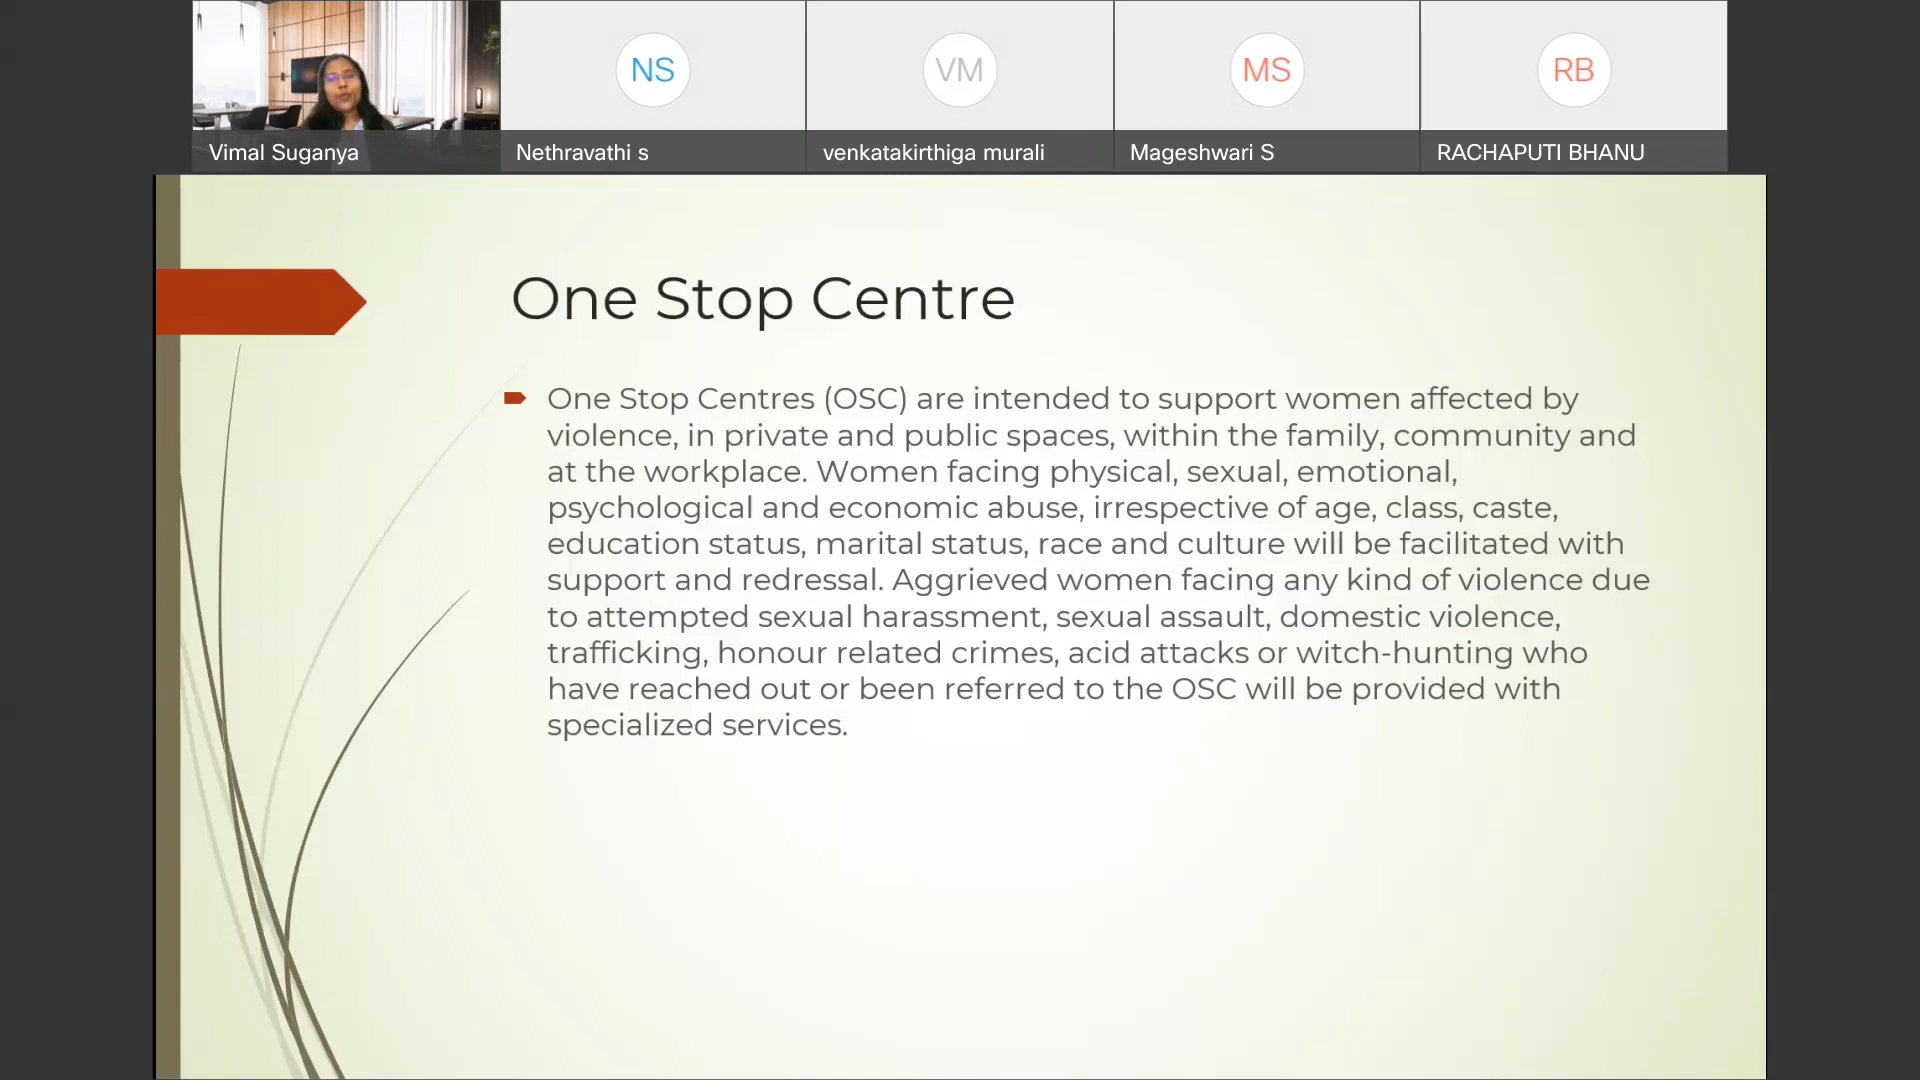 NS
VM
MS
RB
Vimal Suganya
Nethravathi s
venkatakirthiga murali
Mageshwari S
RACHAPUTI BHANU
One Stop Centre
One Stop Centres (OSC) are intended to support women affected by
violence, in private and public spaces, within the family, community and
at the workplace. Women facing physical, sexual, emotional,
psychological and economic abuse, irrespective of age, class, caste,
education status, marital status, race and culture will be facilitated with
support and redressal. Aggrieved women facing any kind of violence due
to attempted sexual harassment, sexual assault, domestic violence,
trafficking, honour related crimes, acid attacks or witch-hunting who
have reached out or been referred to the OSC will be provided with
specialized services.